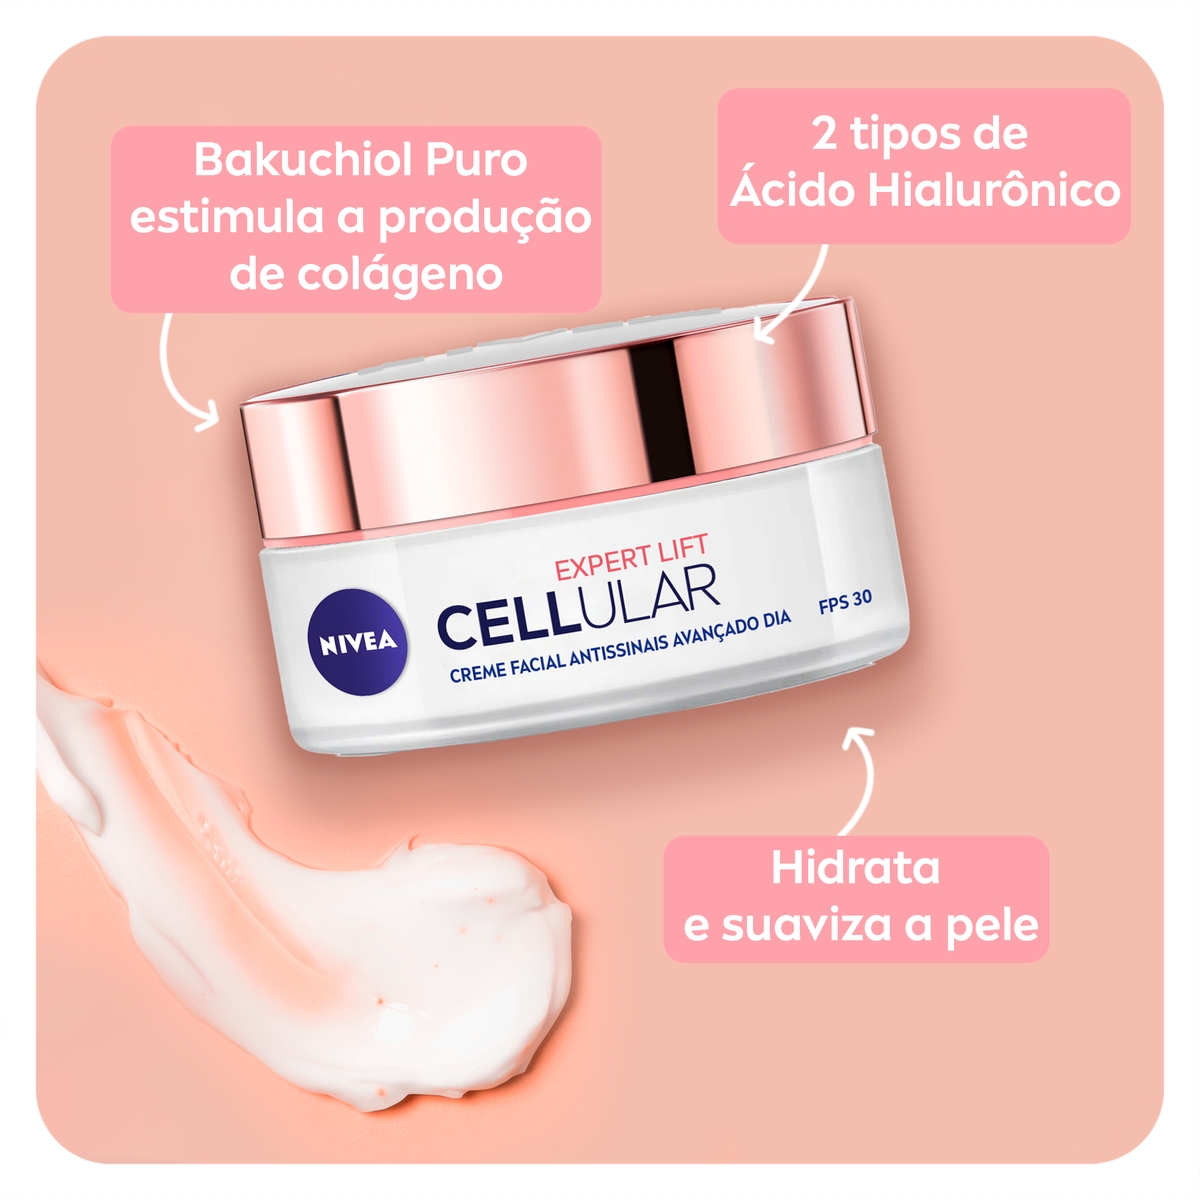 Bakuchiol Puro
estimula a produção
de colágeno
2 tipos de
Ácido Hialurônico
EXPERT LIFT
CELLULAR
CREME FACIAL ANTISSINAIS AVANÇADO DIA
FPS 30
NIVEA
Hidrata
e suaviza a pele